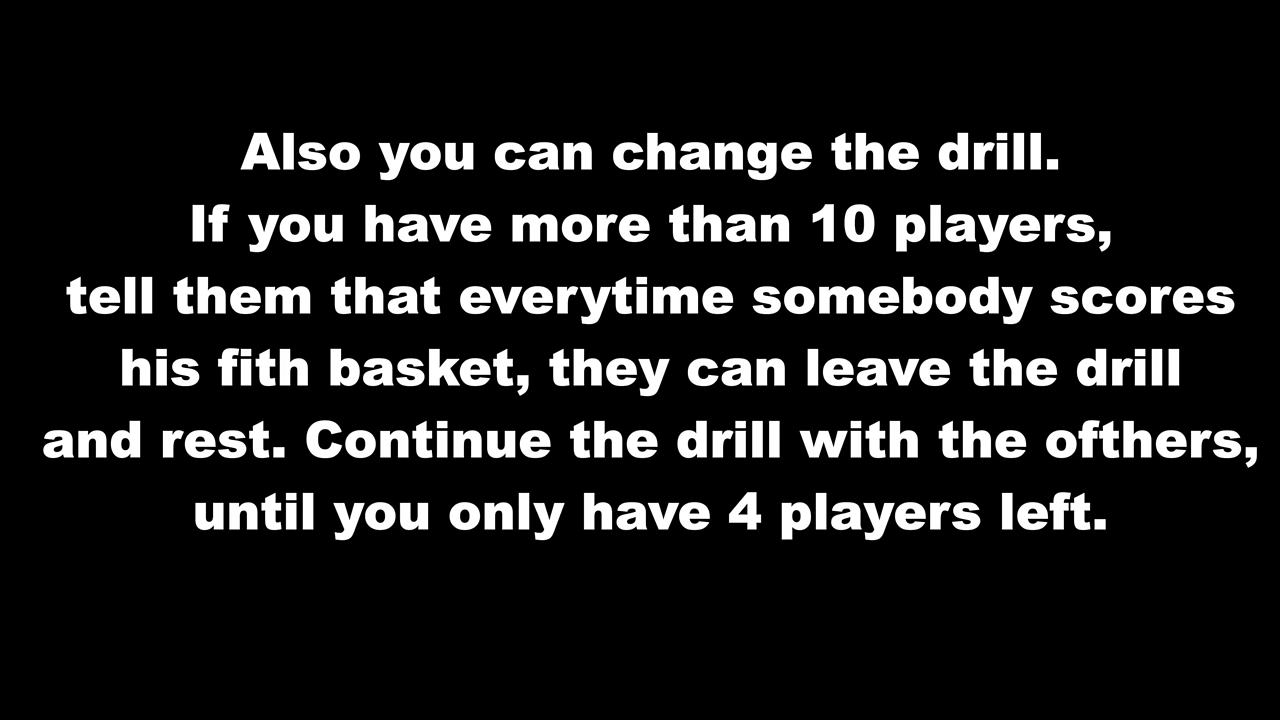 Also you can change the drill.
If you have more than 10 players,
tell them that everytime somebody scores
his fith basket, they can leave the drill
and rest. Continue the drill with the ofthers,
until you only have 4 players left.